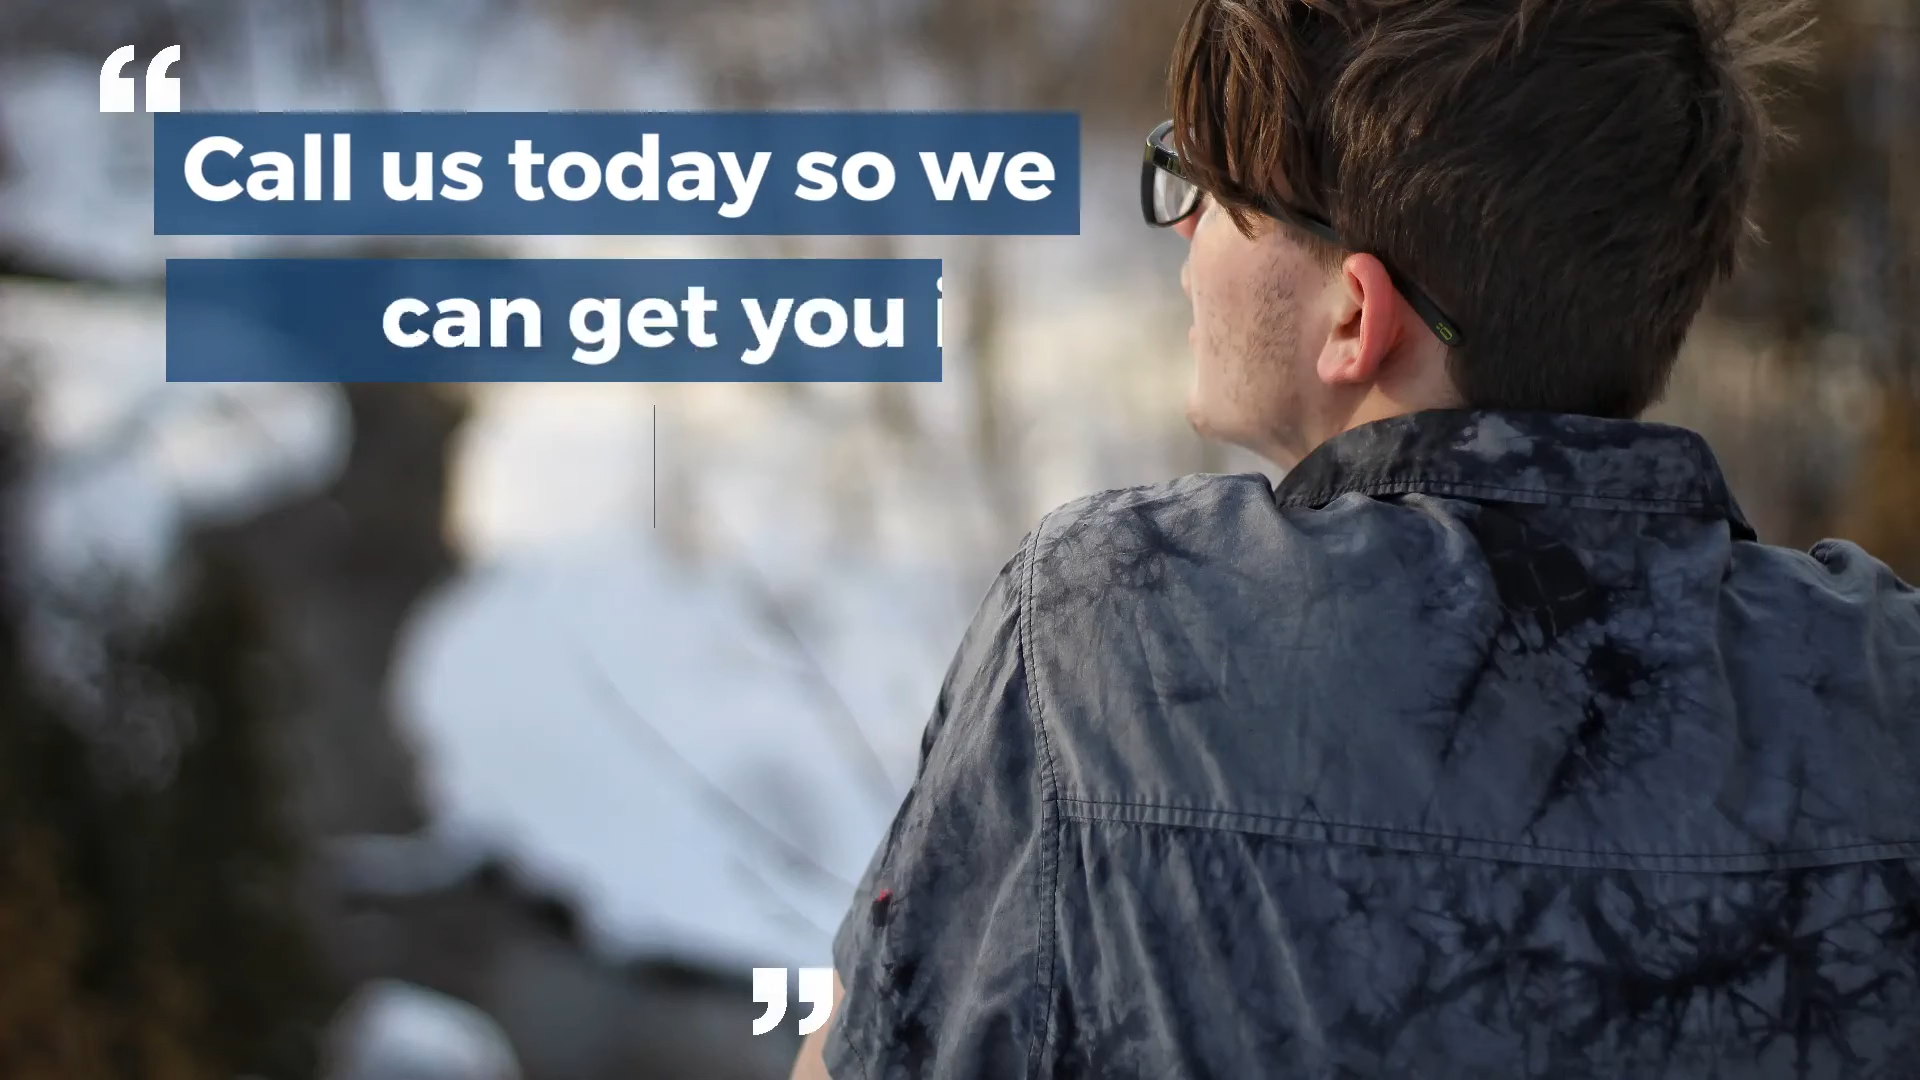 “
Call us today so we
can get you
”